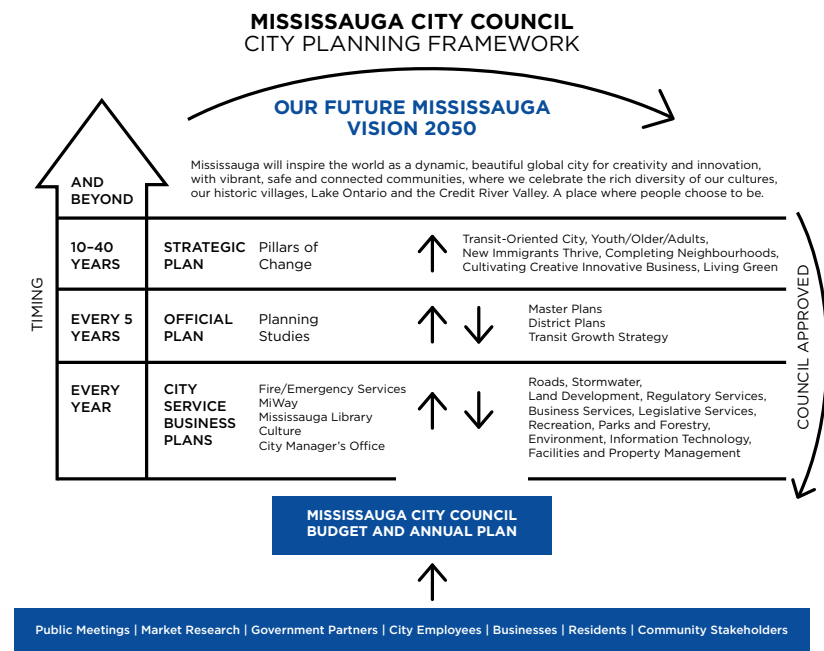 MISSISSAUGA CITY COUNCIL
CITY PLANNING FRAMEWORK
OUR FUTURE MISSISSAUGA
VISION 2050
Mississauga will inspire the world as a dynamic, beautiful global city for creativity and innovation,
with vibrant, safe and connected communities, where we celebrate the rich diversity of our cultures,
our historic villages, Lake Ontario and the Credit River Valley. A place where people choose to be.
AND
BEYOND
TIMING
10–40
YEARS
STRATEGIC
PLAN
Pillars of
Change
Transit-Oriented City, Youth/Older/Adults,
New Immigrants Thrive, Completing Neighbourhoods,
Cultivating Creative Innovative Business, Living Green
EVERY 5
YEARS
OFFICIAL
PLAN
Planning
Studies
Master Plans
District Plans
Transit Growth Strategy
EVERY
YEAR
CITY
SERVICE
BUSINESS
PLANS
Fire/Emergency Services
MiWay
Mississauga Library
Culture
City Manager's Office
Roads, Stormwater,
Land Development, Regulatory Services,
Business Services, Legislative Services,
Recreation, Parks and Forestry,
Environment, Information Technology,
Facilities and Property Management
COUNCIL APPROVED
MISSISSAUGA CITY COUNCIL
BUDGET AND ANNUAL PLAN
Public Meetings | Market Research | Government Partners | City Employees | Businesses | Residents | Community Stakeholders